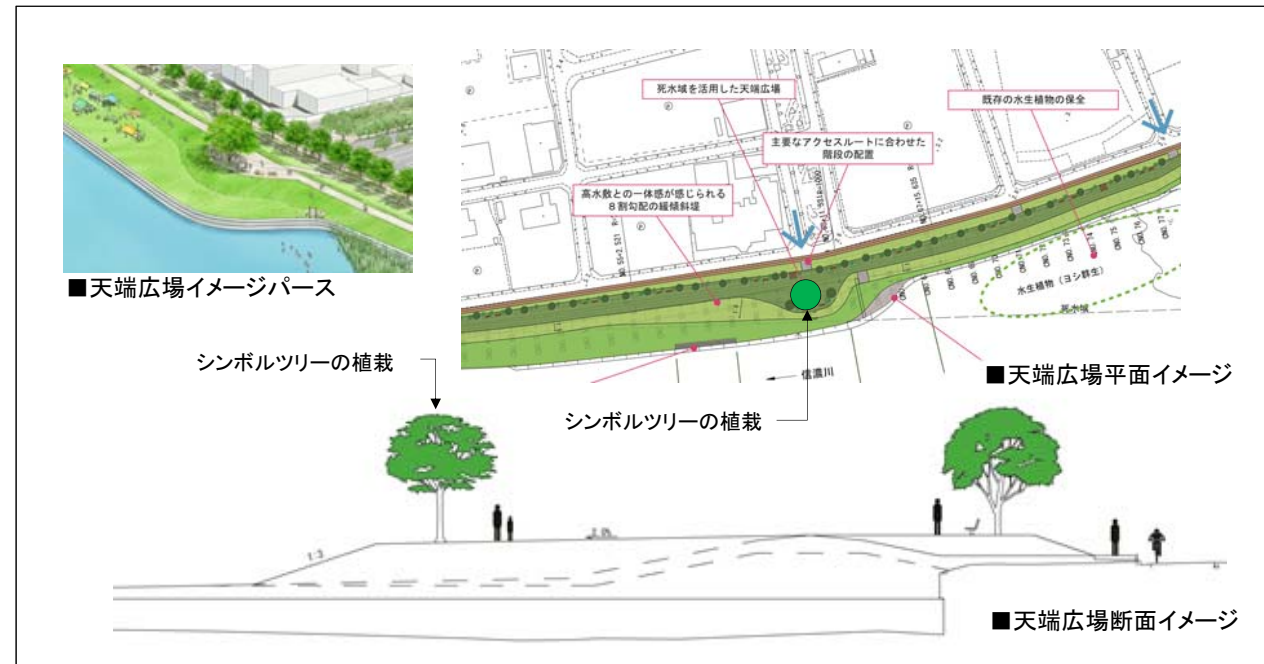 ■天端広場イメージパース
死水域を活用した天端広場
既存の水生植物の保全
主要なアクセスルートに合わせた
階段の配置
高水敷との一体感が感じられる
8割勾配の緩傾斜堤
水生植物(ヨシ群生)
死水域
信濃川
■天端広場平面イメージ
シンボルツリーの植栽
シンボルツリーの植栽
1:3
■天端広場断面イメージ